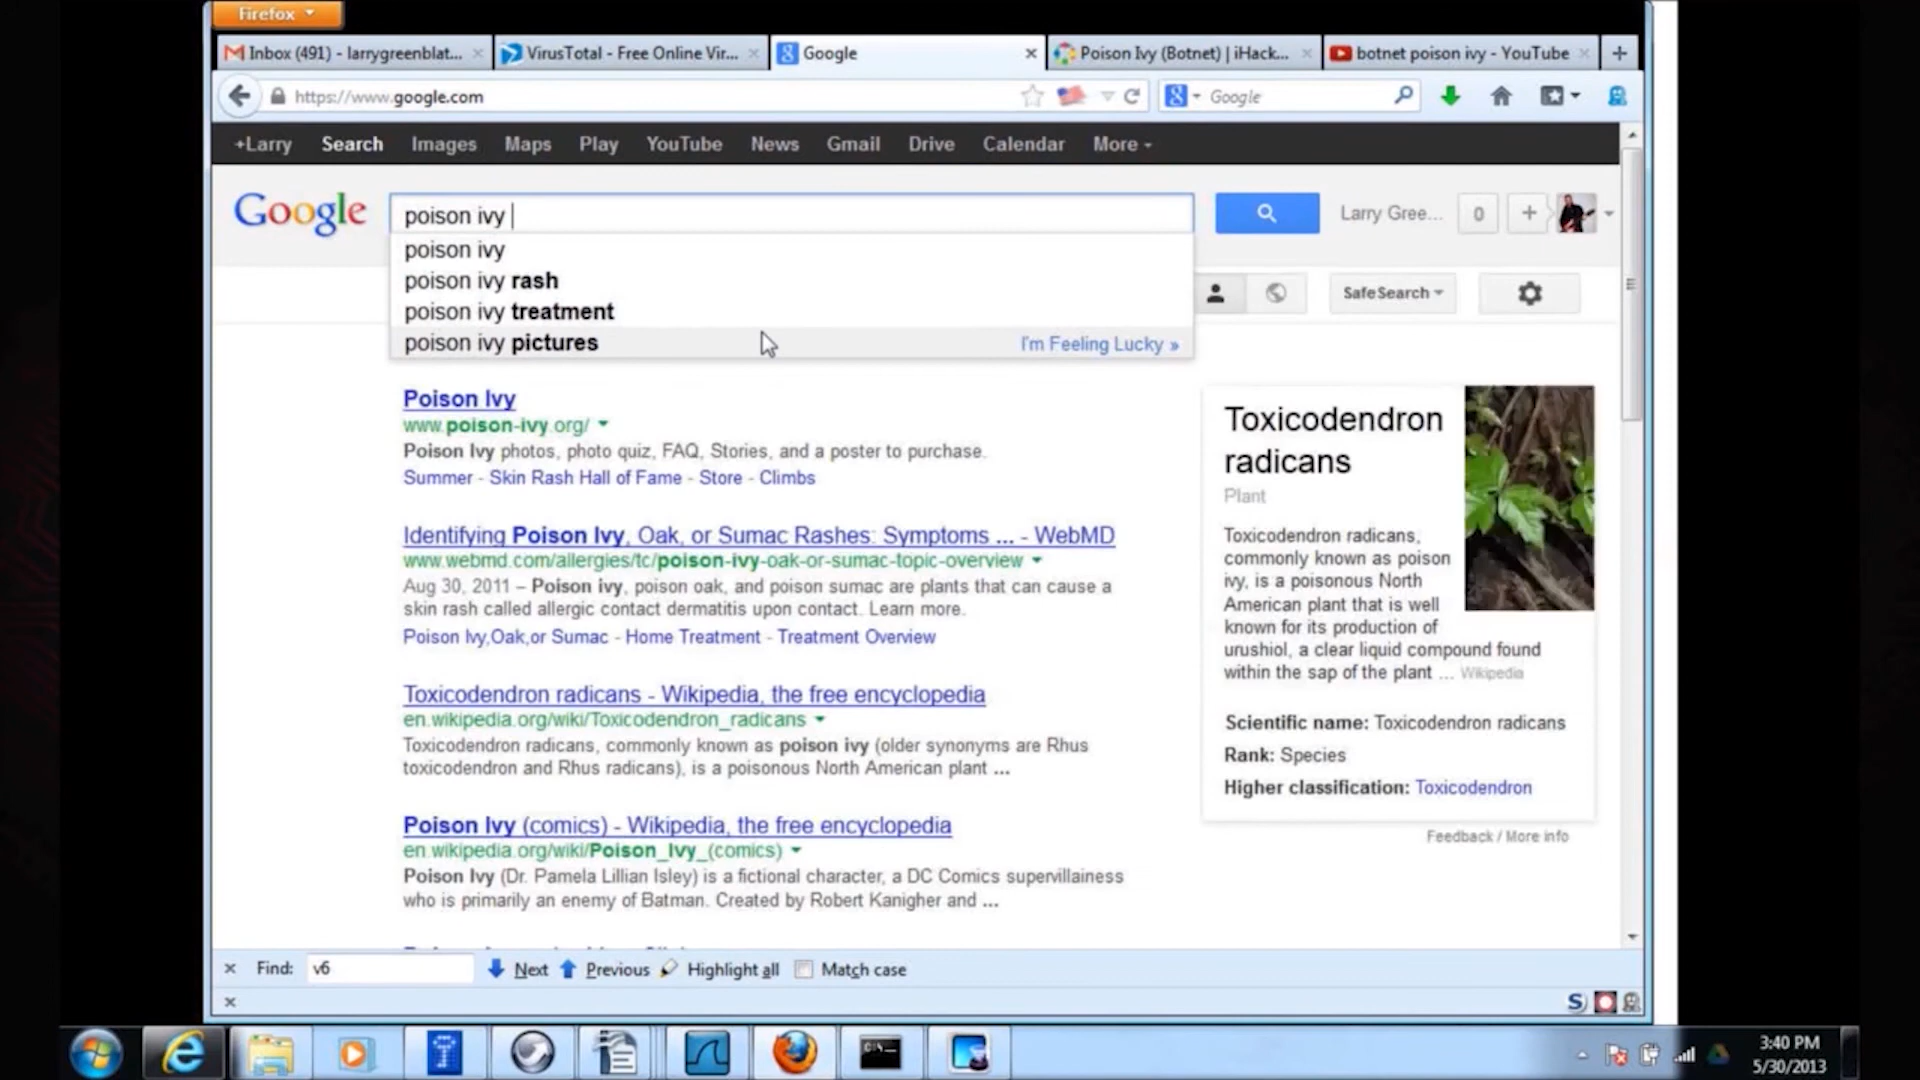 Firefox
Inbox (491) - larrygreenblat...
VirusTotal - Free Online Vir...
Google
Poison Ivy (Botnet) | iHack...
botnet poison ivy - YouTube
https://www.google.com
Google
+Larry Search Images Maps Play YouTube News Gmail Drive Calendar More
Google
poison ivy
Larry Gree...
0
+
poison ivy
poison ivy rash
poison ivy treatment
poison ivy pictures
I'm Feeling Lucky »
SafeSearch
Poison Ivy
www.poison-ivy.org/
Poison Ivy photos, photo quiz, FAQ, Stories, and a poster to purchase.
Summer - Skin Rash Hall of Fame - Store - Climbs
Identifying Poison Ivy, Oak, or Sumac Rashes: Symptoms ... - WebMD
www.webmd.com/allergies/tc/poison-ivy-oak-or-sumac-topic-overview
Aug 30, 2011 – Poison ivy, poison oak, and poison sumac are plants that can cause a
skin rash called allergic contact dermatitis upon contact. Learn more.
Poison Ivy,Oak,or Sumac - Home Treatment - Treatment Overview
Toxicodendron radicans - Wikipedia, the free encyclopedia
en.wikipedia.org/wiki/Toxicodendron_radicans
Toxicodendron radicans, commonly known as poison ivy (older synonyms are Rhus
toxicodendron and Rhus radicans), is a poisonous North American plant ...
Poison Ivy (comics) - Wikipedia, the free encyclopedia
en.wikipedia.org/wiki/Poison_Ivy_(comics)
Poison Ivy (Dr. Pamela Lillian Isley) is a fictional character, a DC Comics supervillainess
who is primarily an enemy of Batman. Created by Robert Kanigher and ...
Toxicodendron
radicans
Plant
Toxicodendron radicans,
commonly known as poison
ivy, is a poisonous North
American plant that is well
known for its production of
urushiol, a clear liquid compound found
within the sap of the plant ... Wikipedia
Scientific name: Toxicodendron radicans
Rank: Species
Higher classification: Toxicodendron
Feedback / More info
Find: v6 Next Previous Highlight all Match case
3:40 PM
5/30/2013